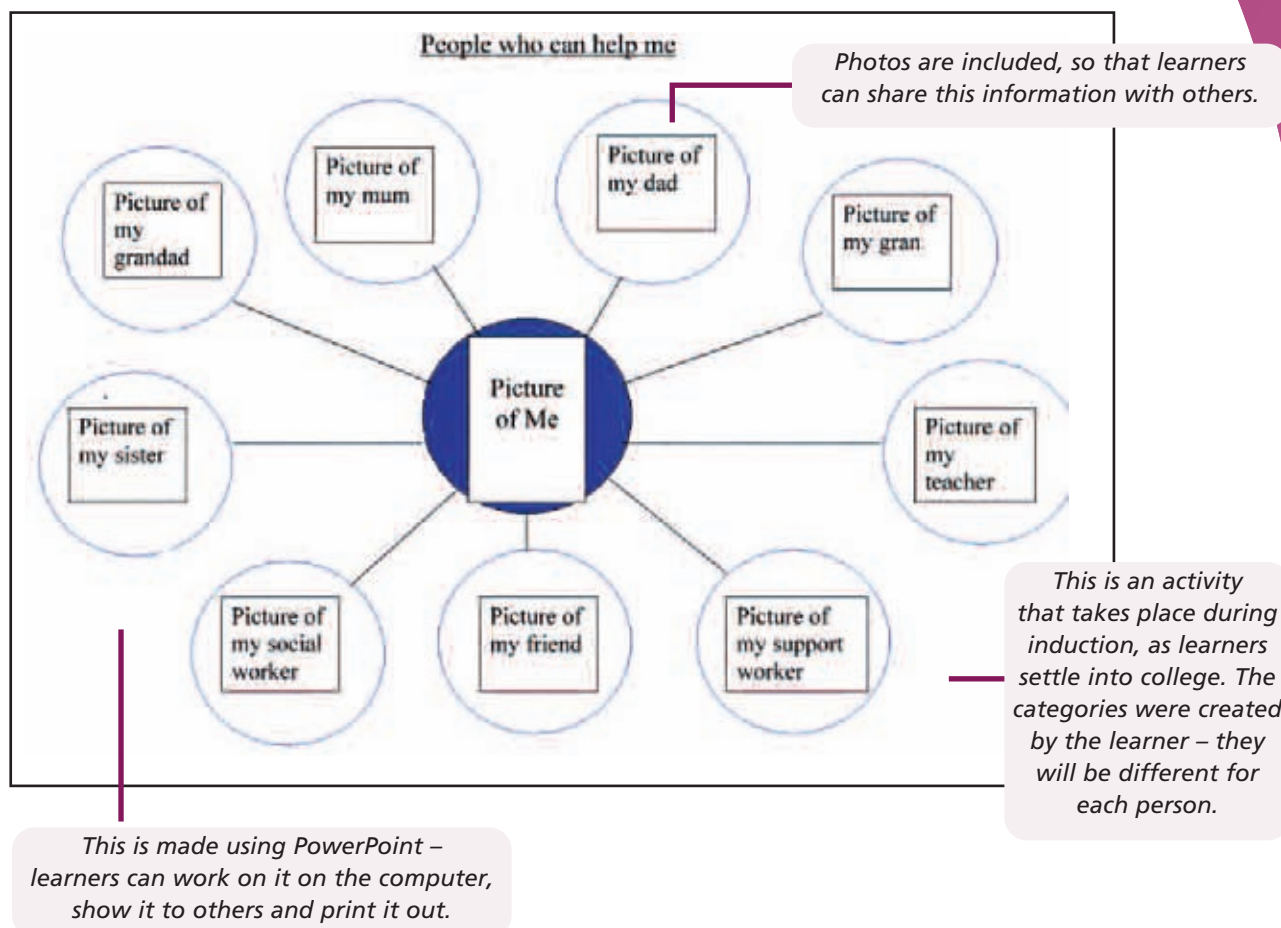 People who can help me
Photos are included, so that learners
can share this information with others.
Picture of
my
grandad
Picture of
my mum
Picture of
my dad
Picture of
my gran
Picture of
my sister
Picture
of Me
Picture of
my
teacher
Picture of
my social
worker
Picture of
my friend
Picture of
my support
worker
This is an activity
that takes place during
induction, as learners
settle into college. The
categories were created
by the learner – they
will be different for
each person.
This is made using PowerPoint –
learners can work on it on the computer,
show it to others and print it out.